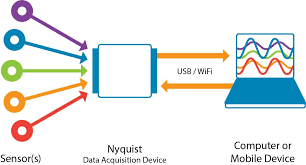 USB / WiFi
Nyquist
Data Acquisition Device
Sensor(s)
Computer or
Mobile Device